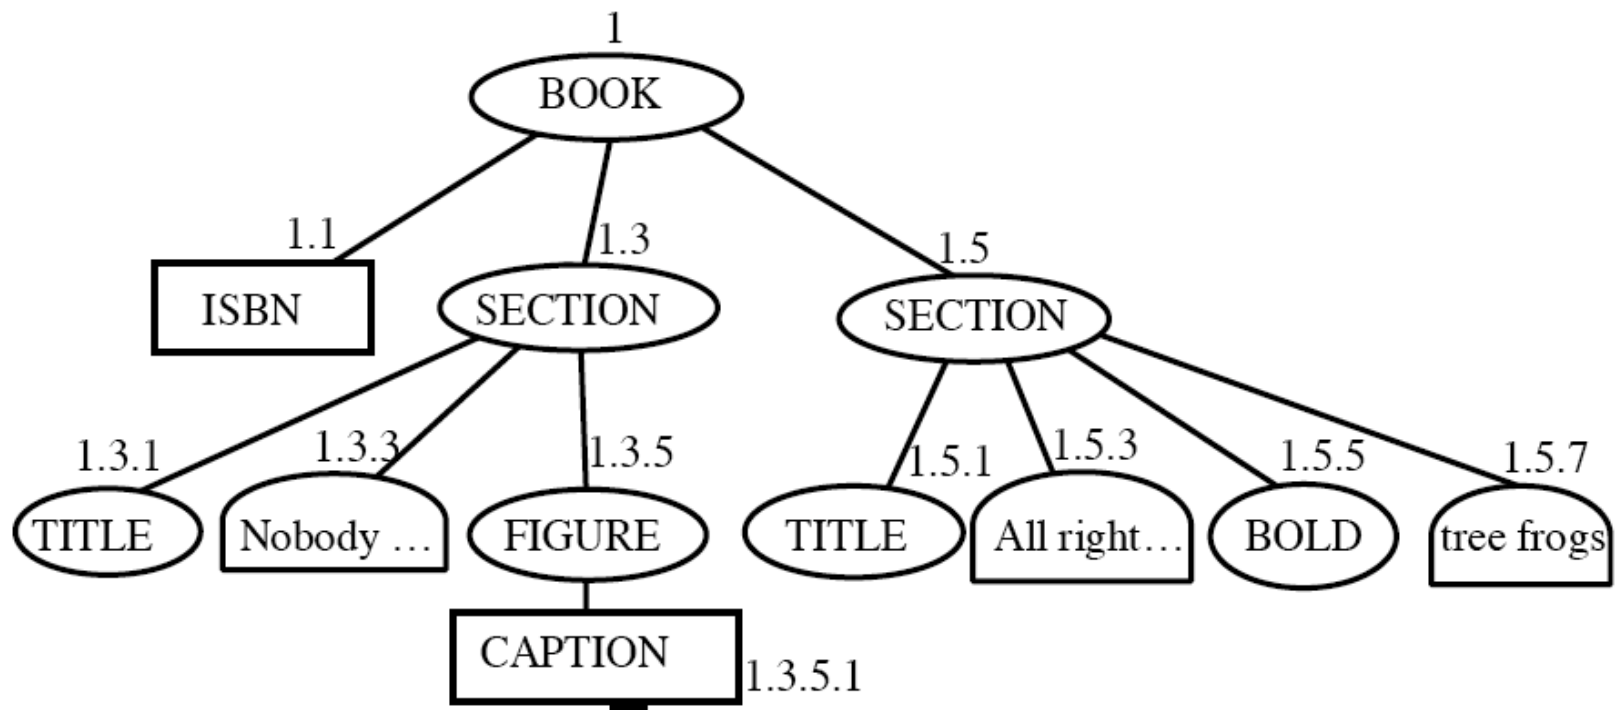 1
BOOK
1.1
1.3
1.5
ISBN
SECTION
SECTION
1.3.1
1.3.3
1.3.5
1.5.1
1.5.3
1.5.5
1.5.7
TITLE
Nobody …
FIGURE
TITLE
All right…
BOLD
tree frogs
CAPTION
1.3.5.1